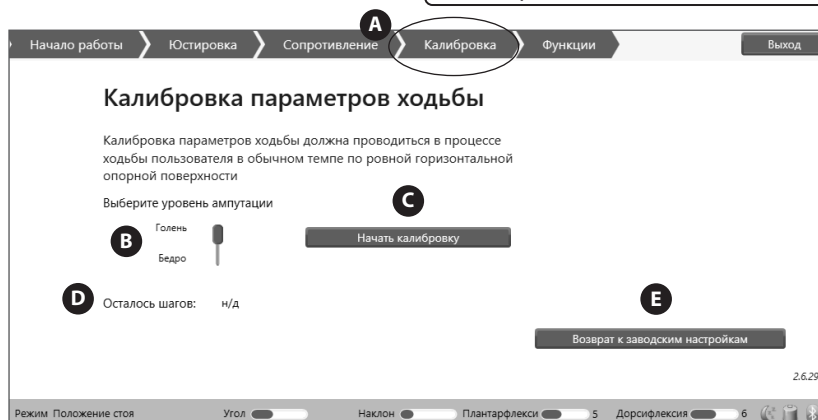 A
Начало работы Юстировка Сопротивление Калибровка Функции Выход
Калибровка параметров ходьбы
Калибровка параметров ходьбы должна проводиться в процессе
ходьбы пользователя в обычном темпе по ровной горизонтальной
опорной поверхности
Выберите уровень ампутации
C
Голень
B
Начать калибровку
Бедро
D Осталось шагов: н/д
E
Возврат к заводским настройкам
2.6.29
Режим Положение стоя Угол Наклон Плантарфлекси 5 Дорсифлексия 6